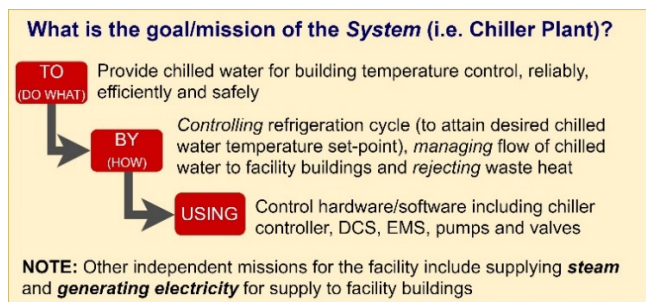 What is the goal/mission of the System (i.e. Chiller Plant)?
TO
(DO WHAT)
Provide chilled water for building temperature control, reliably,
efficiently and safely
BY
(HOW)
Controlling refrigeration cycle (to attain desired chilled
water temperature set-point), managing flow of chilled
water to facility buildings and rejecting waste heat
USING
Control hardware/software including chiller
controller, DCS, EMS, pumps and valves
NOTE: Other independent missions for the facility include supplying steam
and generating electricity for supply to facility buildings